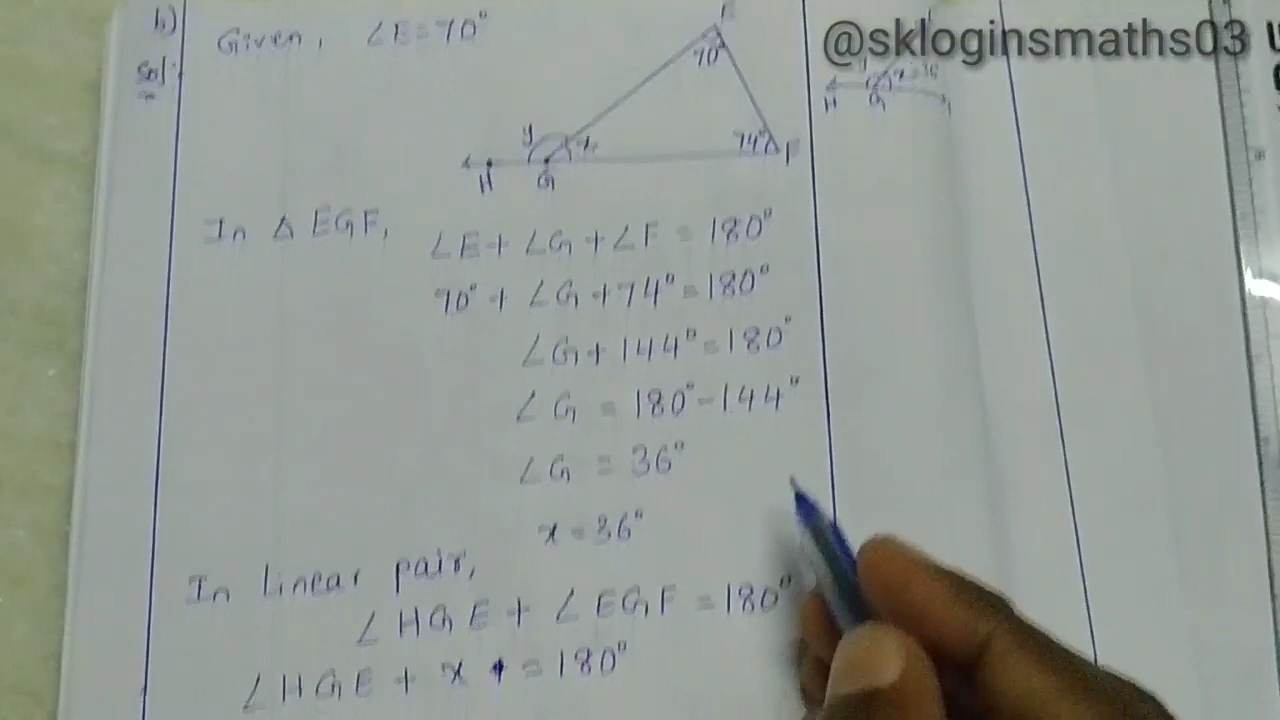 b)
Given, ∠E=70°
@skloginsmaths03
Sol:
70°
y
x
74°
F
H
G
x=36°
H
G
In Δ EGF,
∠E+ ∠G+∠F = 180°
70° + ∠G+74°=180°
∠G+144°=180°
∠G = 180°-144°
∠G = 36°
x=36°
In linear pair,
∠HGE+ ∠EGF =180°
∠HGE + x =180°